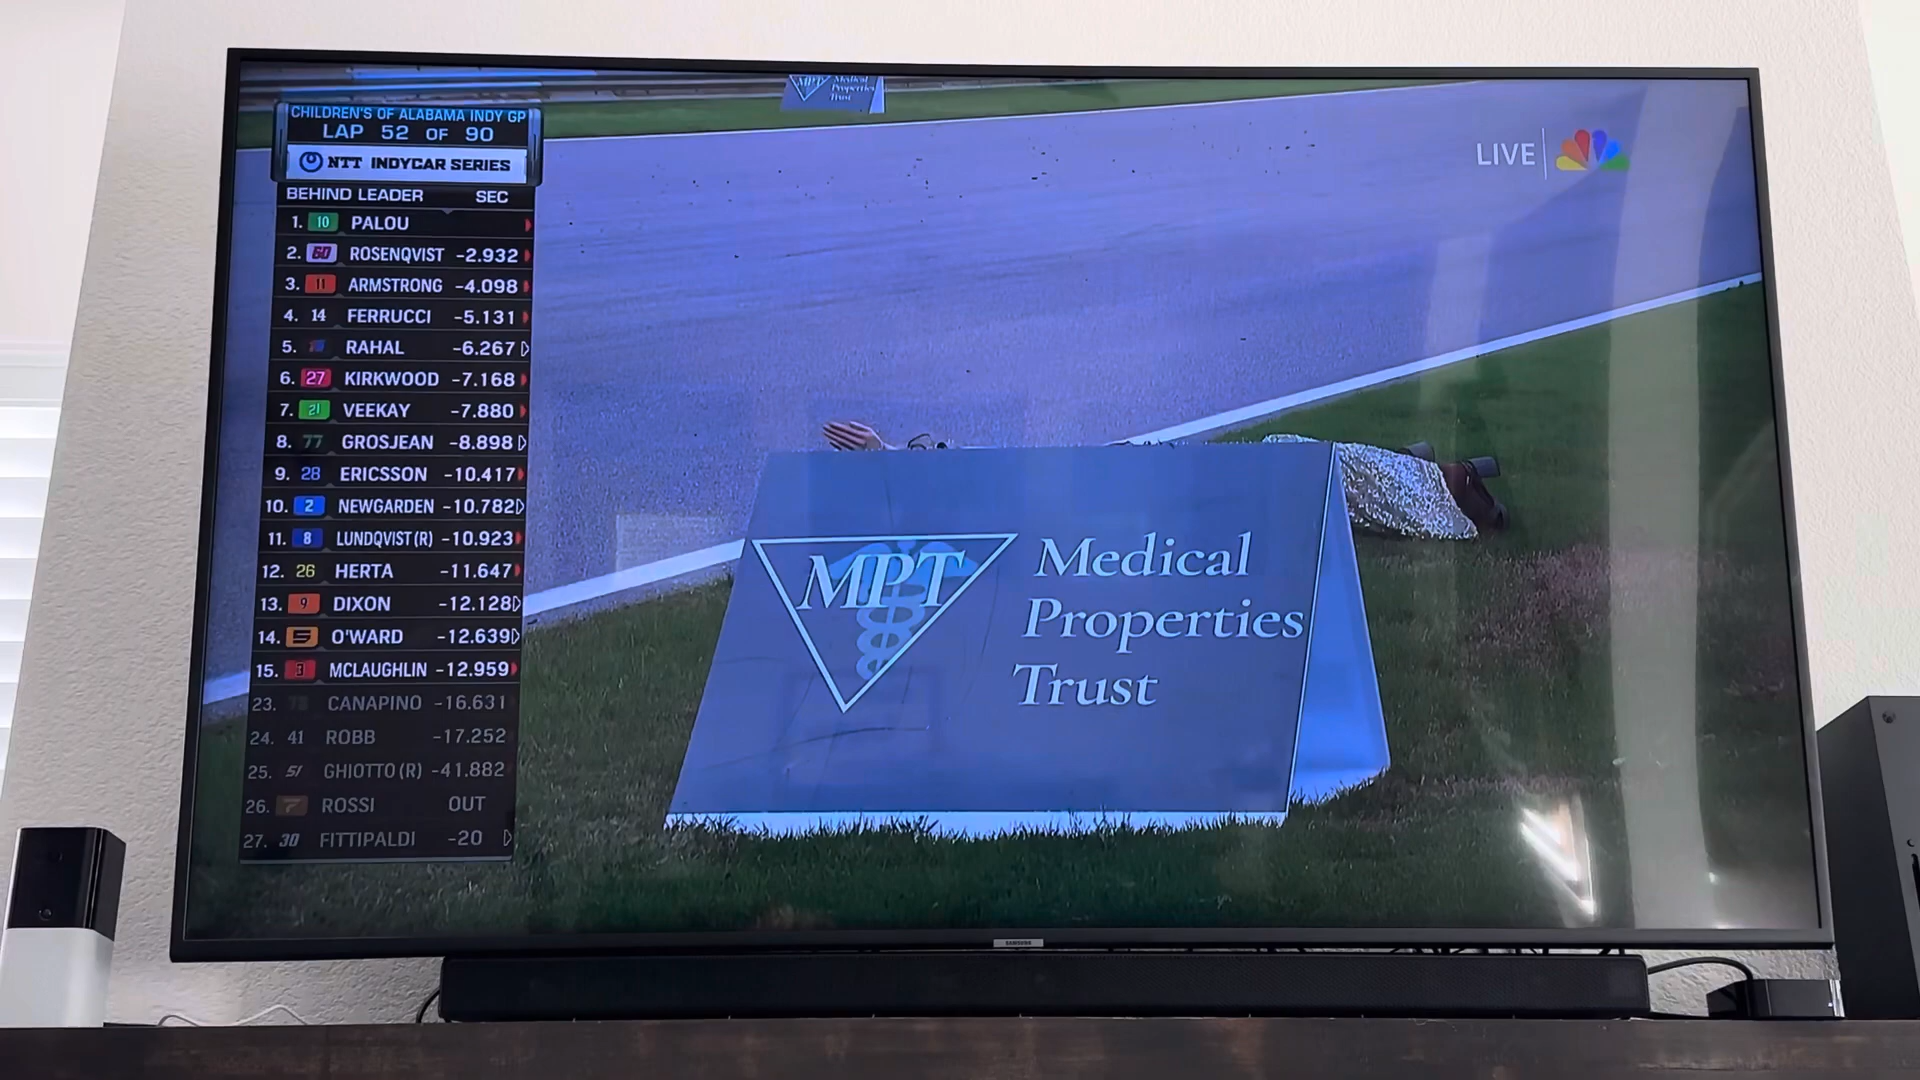 MPT Medical
Properties
Trust
CHILDREN'S OF ALABAMA INDY GP
LAP 52 OF 90
NTT INDYCAR SERIES
BEHIND LEADER SEC
1. 10 PALOU
2. 60 ROSENQVIST -2.932
3. 11 ARMSTRONG -4.098
4. 14 FERRUCCI -5.131
5. 15 RAHAL -6.267
6. 27 KIRKWOOD -7.168
7. 21 VEEKAY -7.880
8. 77 GROSJEAN -8.898
9. 28 ERICSSON -10.417
10. 2 NEWGARDEN -10.782
11. 8 LUNDQVIST (R) -10.923
12. 26 HERTA -11.647
13. 9 DIXON -12.128
14. 5 O'WARD -12.639
15. 3 MCLAUGHLIN -12.959
23. 78 CANAPINO -16.631
24. 41 ROBB -17.252
25. 51 GHIOTTO (R) -41.882
26. 7 ROSSI OUT
27. 30 FITTIPALDI -20
LIVE
MPT
Medical
Properties
Trust
SAMSUNG